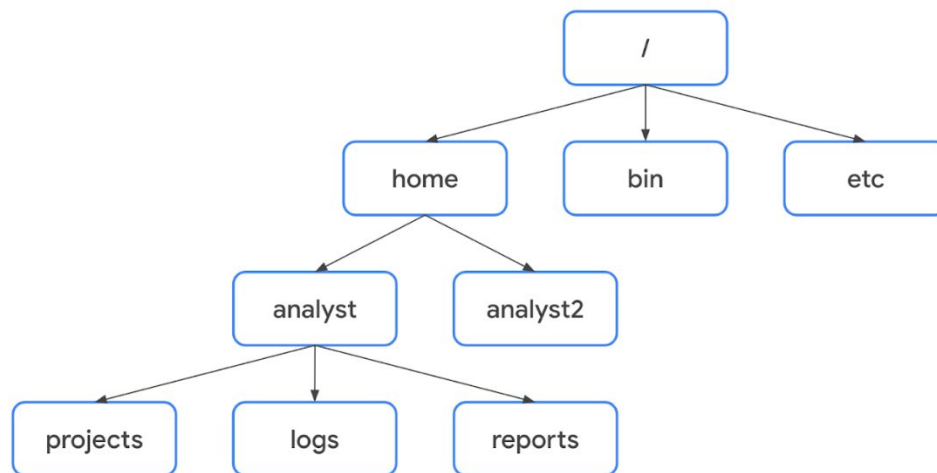 /
home
bin
etc
analyst
analyst2
projects
logs
reports